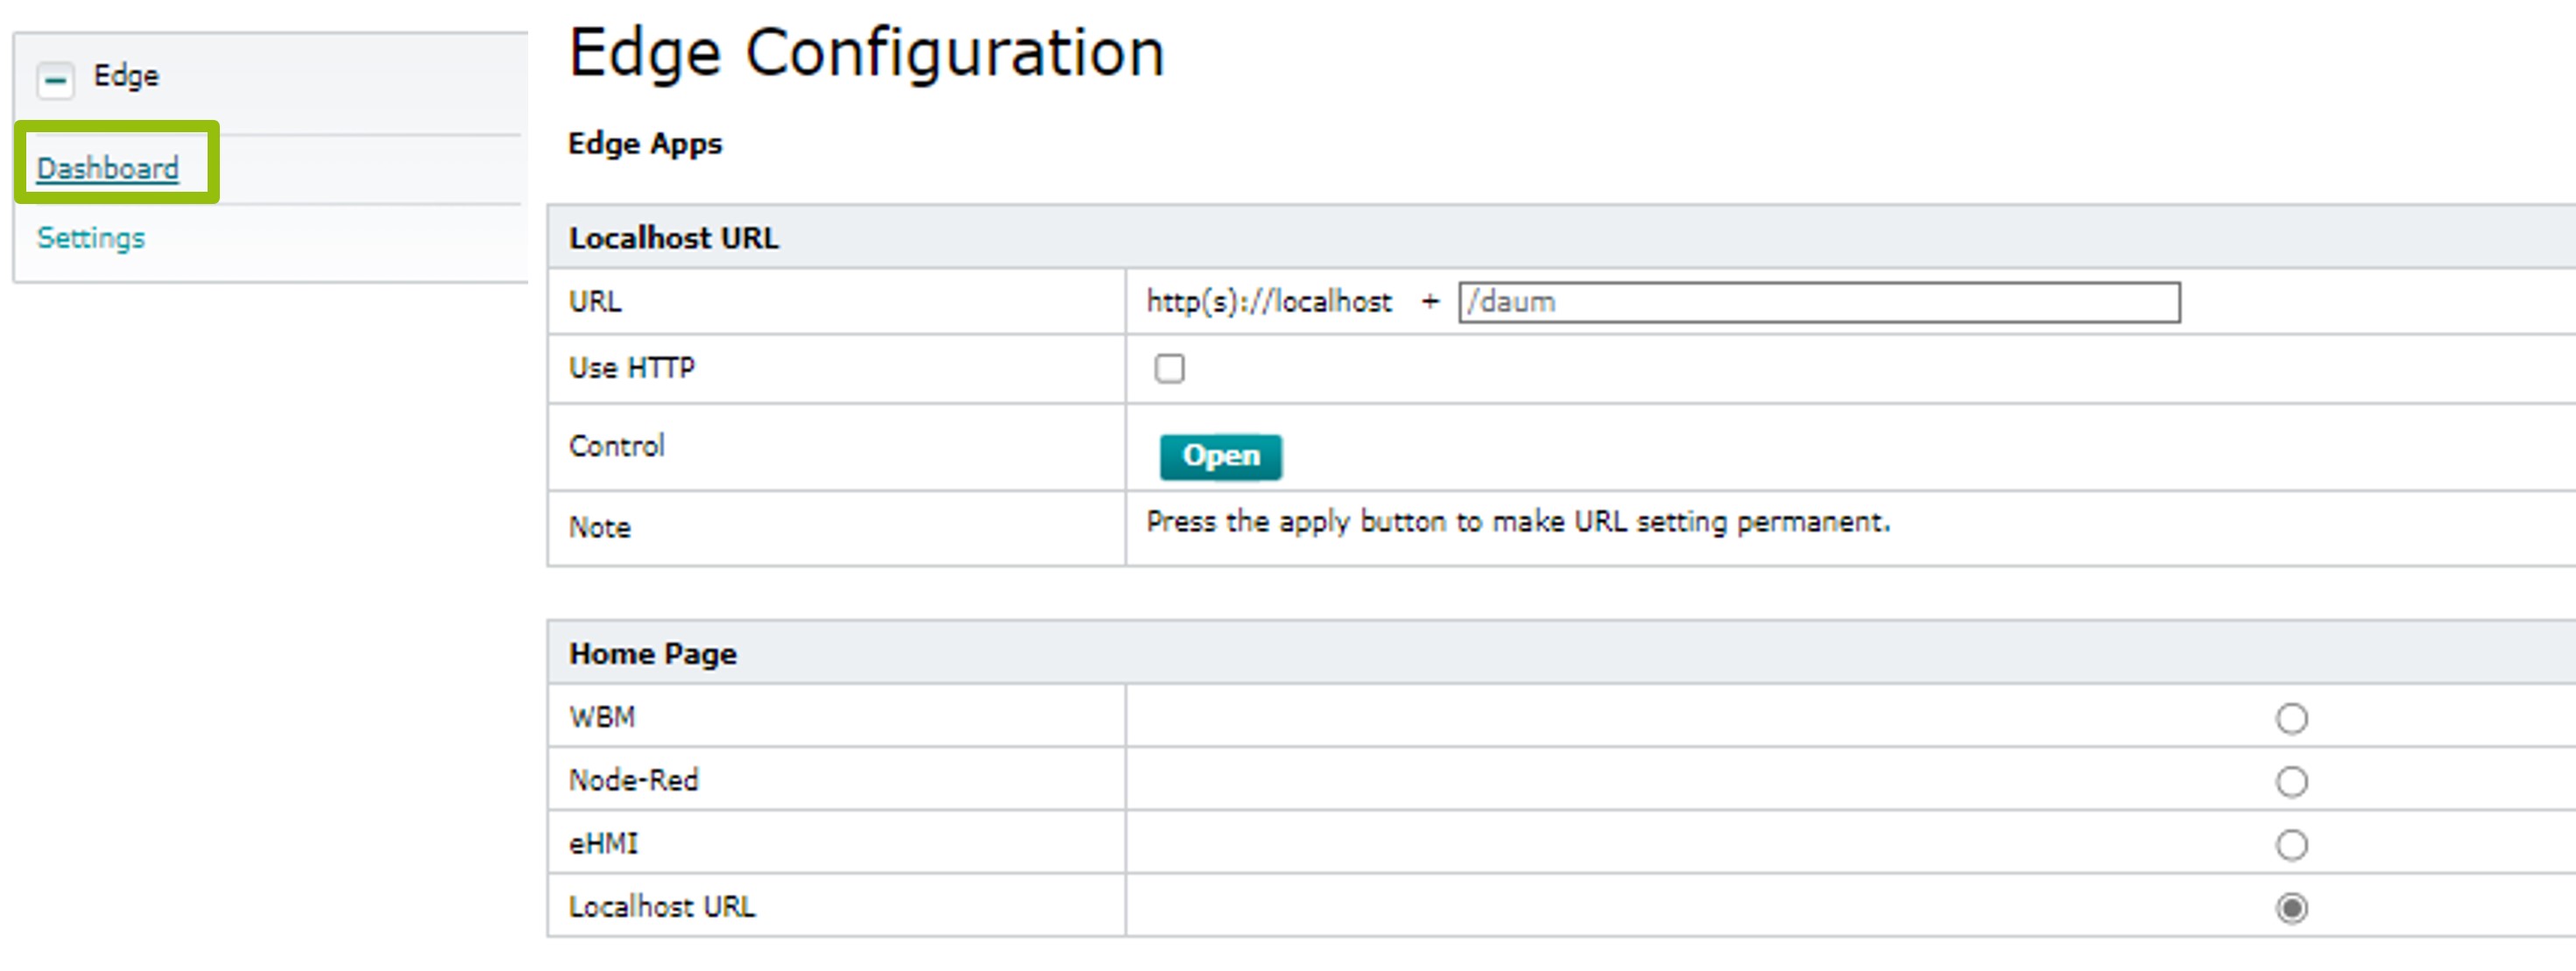 Edge
Dashboard
Settings
Edge Configuration
Edge Apps
Localhost URL
URL http(s)://localhost + /daum
Use HTTP
Control Open
Note Press the apply button to make URL setting permanent.
Home Page
WBM
Node-Red
eHMI
Localhost URL